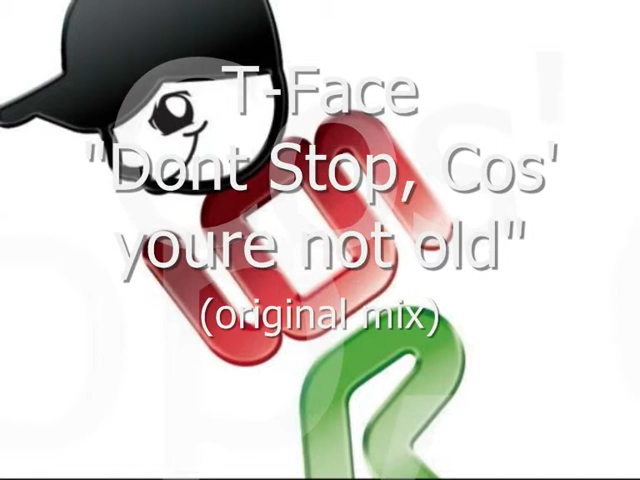 T-Face
"Dont Stop, Cos'
youre not old"
(original mix)